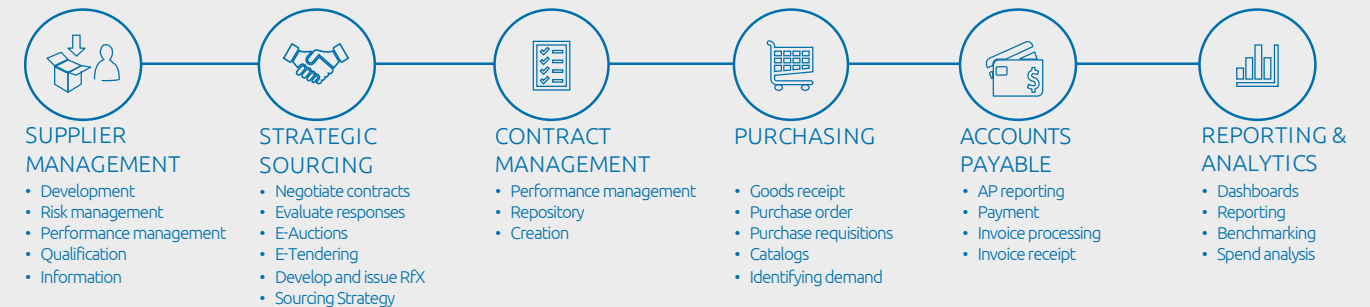 SUPPLIER
MANAGEMENT
• Development
• Risk management
• Performance management
• Qualification
• Information
STRATEGIC
SOURCING
• Negotiate contracts
• Evaluate responses
• E-Auctions
• E-Tendering
• Develop and issue RfX
• Sourcing Strategy
CONTRACT
MANAGEMENT
• Performance management
• Repository
• Creation
PURCHASING
• Goods receipt
• Purchase order
• Purchase requisitions
• Catalogs
• Identifying demand
$
ACCOUNTS
PAYABLE
• AP reporting
• Payment
• Invoice processing
• Invoice receipt
REPORTING &
ANALYTICS
• Dashboards
• Reporting
• Benchmarking
• Spend analysis